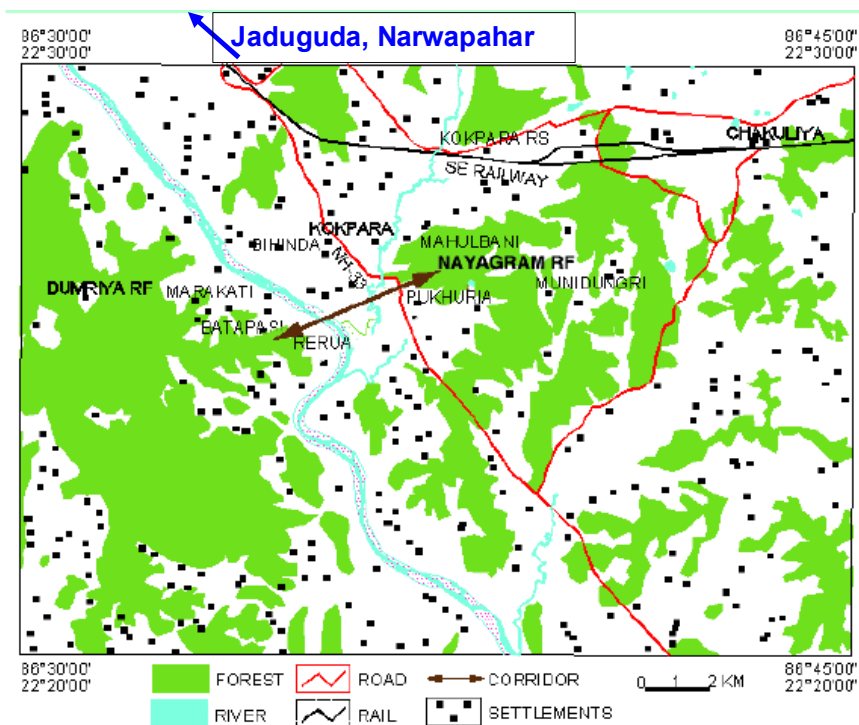 Jaduguda, Narwapahar
86°30'00"
22°30'00"
86°45'00"
22°30'00"
KOKPARA RS
CHAKULIYA
SE RAILWAY
KOKPARA
BIHINDA
MAHULBANI
NH-33
NAYAGRAM RF
DUMRIYA RF
MARAKATI
PUKHURIA
MUNIDUNGRI
BATAPASI
RERUA
86°30'00"
22°20'00"
86°45'00"
22°20'00"
FOREST
ROAD
CORRIDOR
0 1 2 KM
RIVER
RAIL
SETTLEMENTS